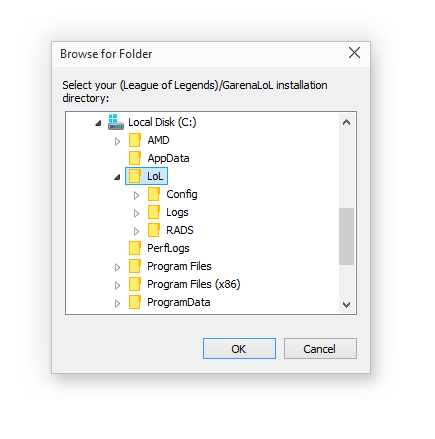 Browse for Folder
Select your (League of Legends)/GarenaLoL installation
directory:
Local Disk (C:)
AMD
AppData
LoL
Config
Logs
RADS
PerfLogs
Program Files
Program Files (x86)
ProgramData
OK Cancel